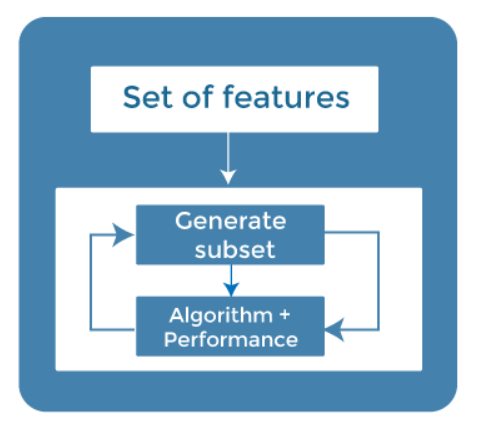 Set of features
Generate
subset
Algorithm +
Performance